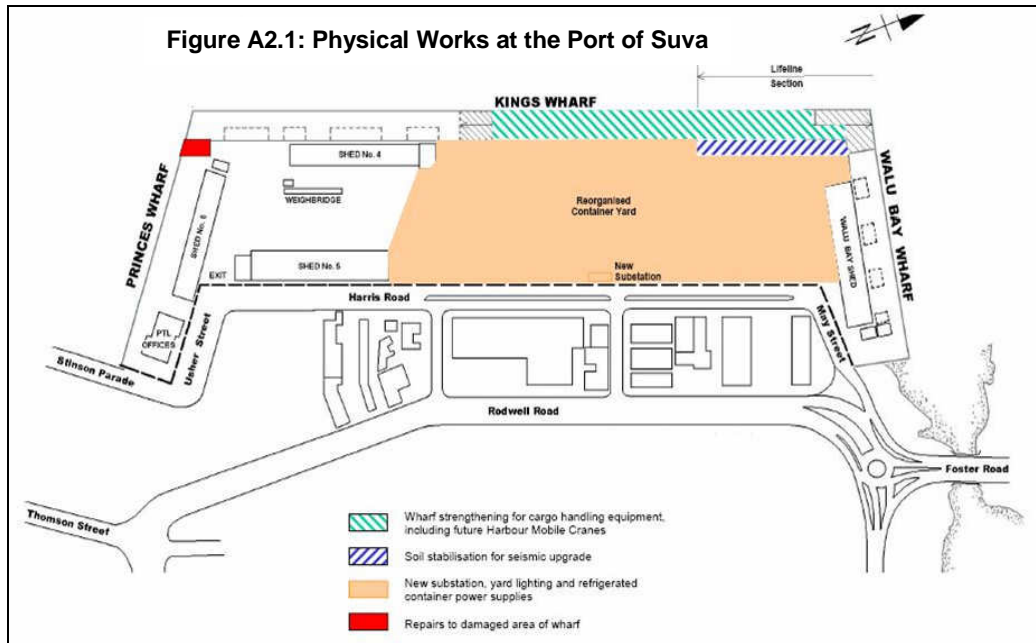 Figure A2.1: Physical Works at the Port of Suva
N
Lifeline
Section
KINGS WHARF
SHED No. 4
WEIGHBRIDGE
PRINCES WHARF
SHED No. 6
EXIT
SHED No. 5
Reorganised
Container Yard
New
Substation
WALU BAY SHED
WALU BAY WHARF
PTL
OFFICES
Usher Street
Harris Road
May Street
Stinson Parade
Rodwell Road
Foster Road
Thomson Street
Wharf strengthening for cargo handling equipment,
including future Harbour Mobile Cranes
Soil stabilisation for seismic upgrade
New substation, yard lighting and refrigerated
container power supplies
Repairs to damaged area of wharf